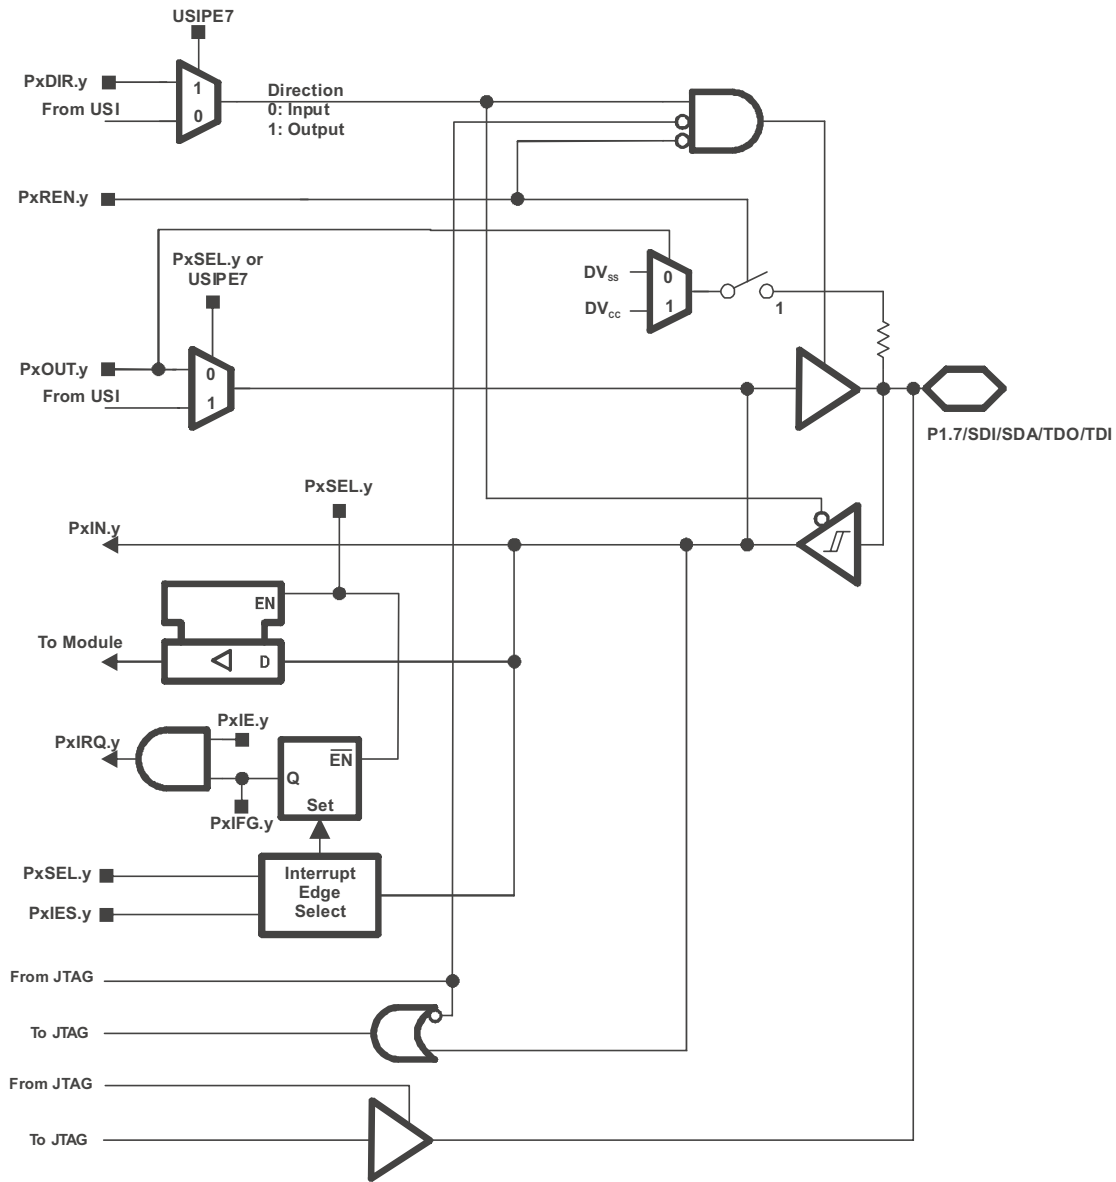 USIPE7
PxDIR.y
From USI
1
0
Direction
0: Input
1: Output
PxREN.y
PxSEL.y or
USIPE7
DVSS
0
DVCC
1
1
PxOUT.y
From USI
0
1
P1.7/SDI/SDA/TDO/TDI
PxSEL.y
PxIN.y
EN
To Module
D
PxIE.y
PxIRQ.y
EN
Q
Set
PxIFG.y
PxSEL.y
PxIES.y
Interrupt
Edge
Select
From JTAG
To JTAG
From JTAG
To JTAG